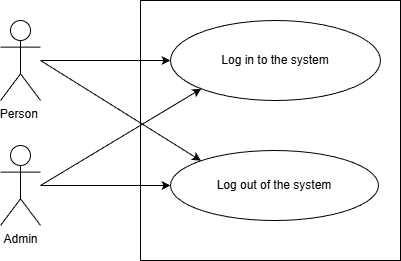 Log in to the system
Person
Log out of the system
Admin